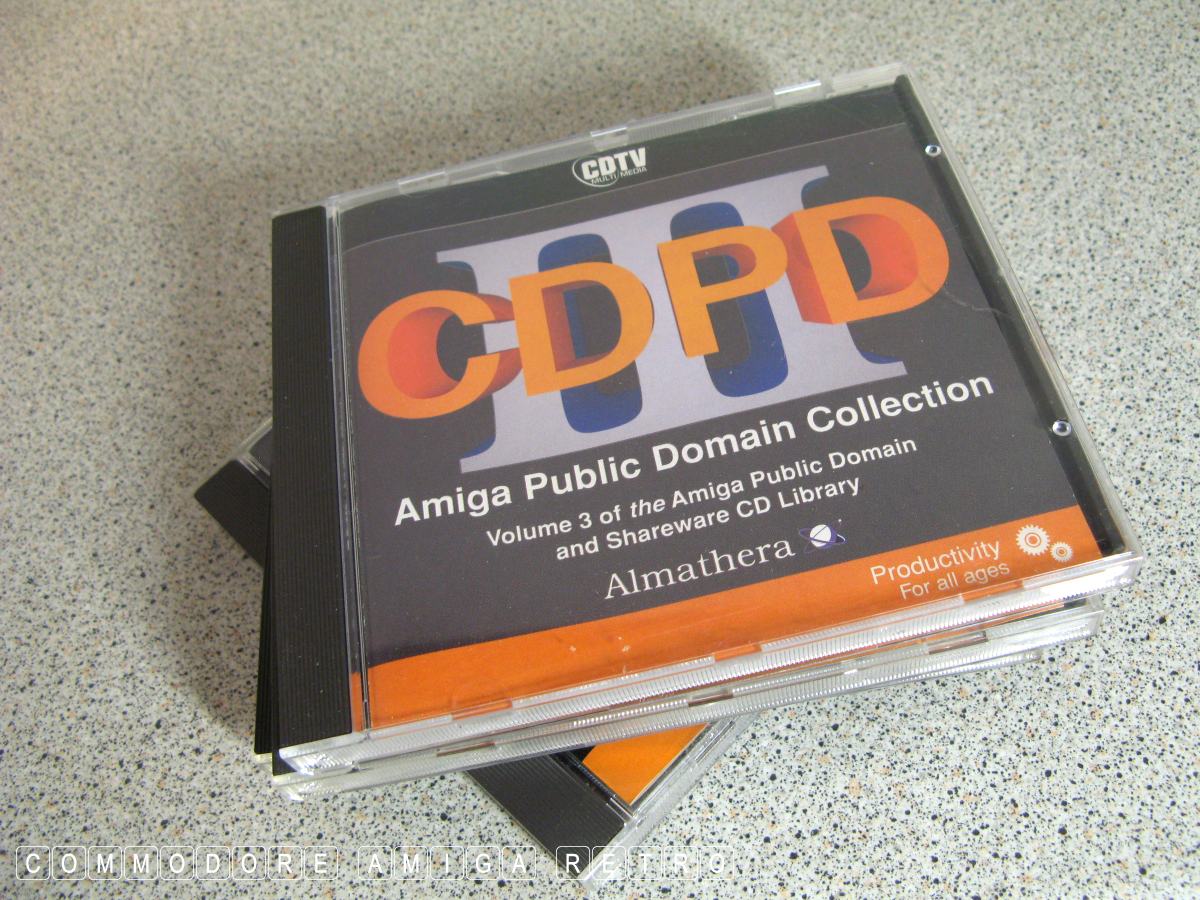 CDTV
MULTI MEDIA
III
CDPD
Amiga Public Domain Collection
Volume 3 of the Amiga Public Domain
and Shareware CD Library
Almathera
Productivity
For all ages
COMMODORE AMIGA RETRO